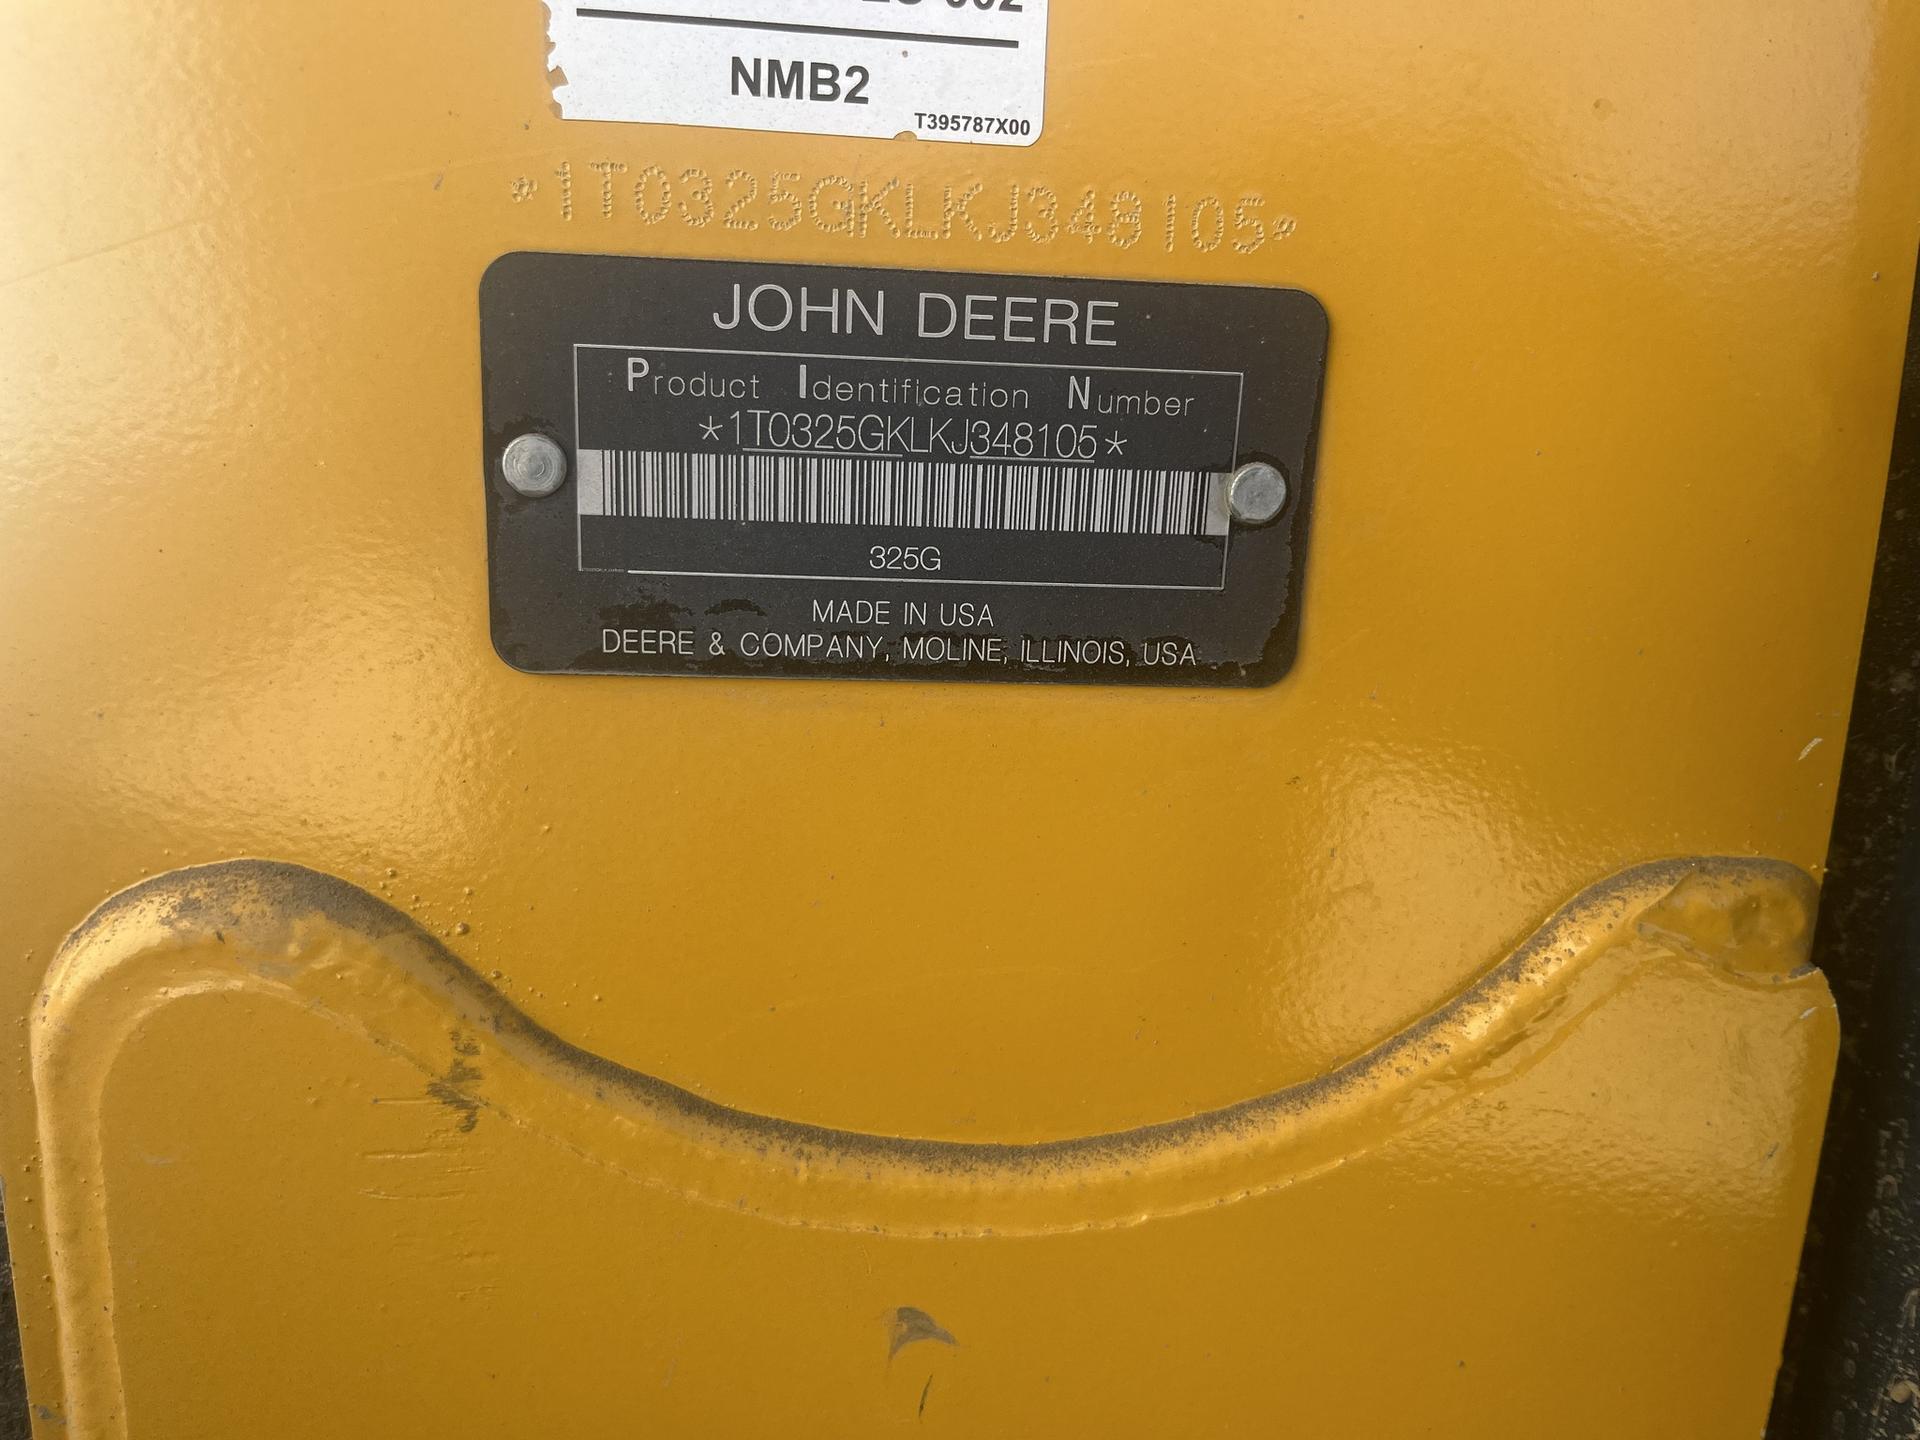 NMB2
T395787X00
*1T0325GKLKJ348105*
JOHN DEERE
Product Identification Number
*1T0325GKLKJ348105*
325G
MADE IN USA
DEERE & COMPANY, MOLINE, ILLINOIS, USA